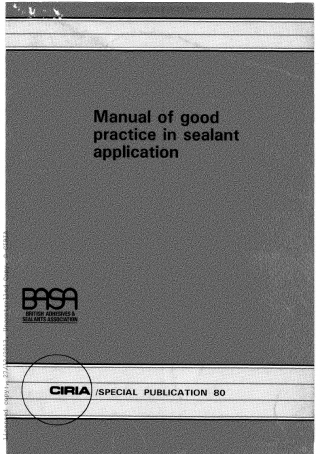 Manual of good
practice in sealant
application
BASA
BRITISH ADHESIVES &
SEALANTS ASSOCIATION
CIRIA /SPECIAL PUBLICATION 80